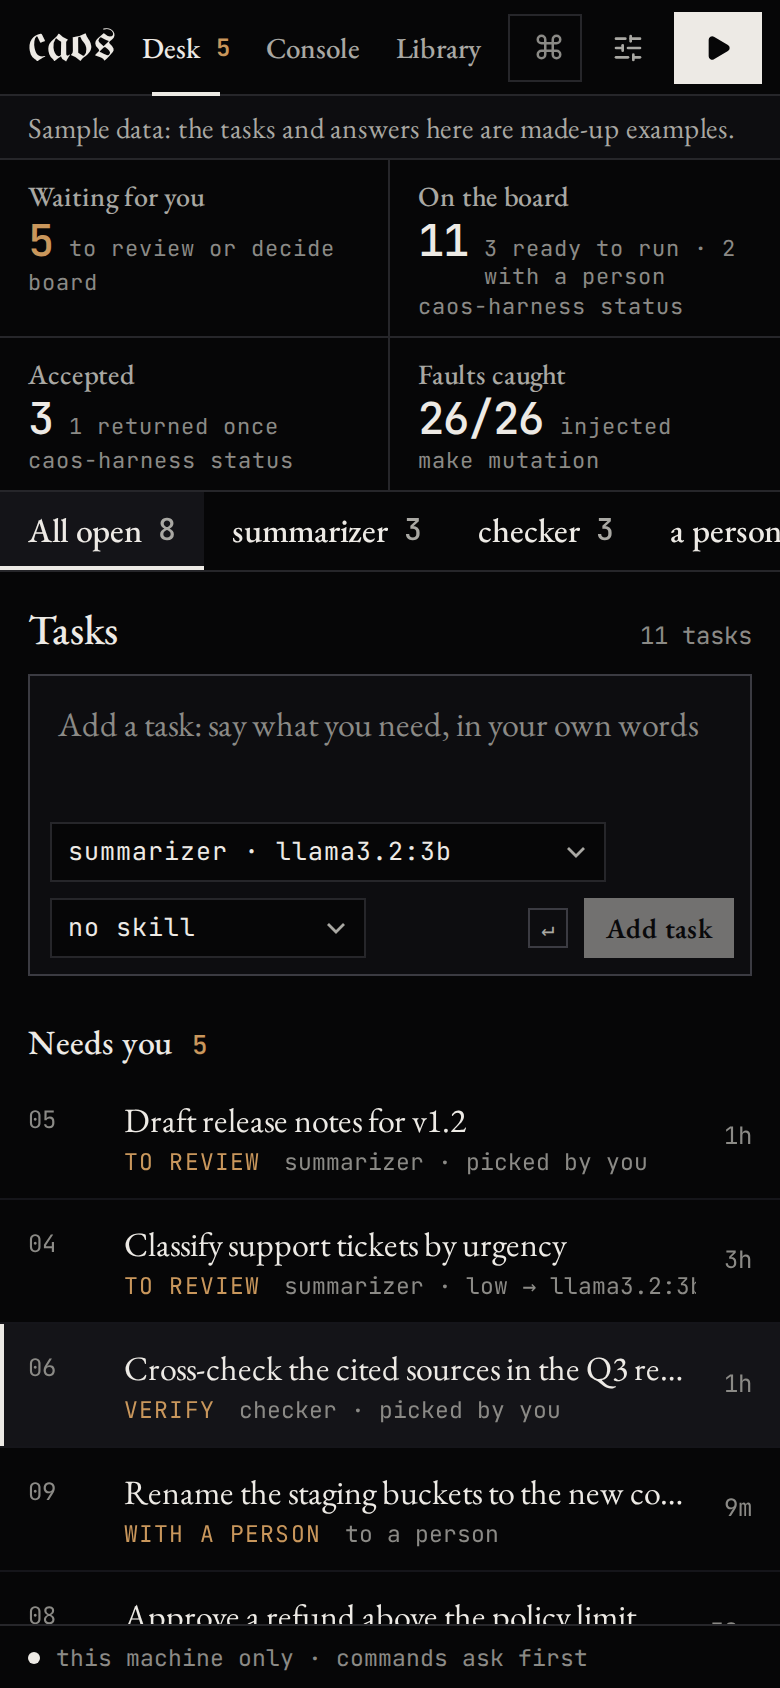 caos Desk 5 Console Library ⌘
Sample data: the tasks and answers here are made-up examples.
Waiting for you
5 to review or decide
board
On the board
11 3 ready to run · 2
with a person
caos-harness status
Accepted
3 1 returned once
caos-harness status
Faults caught
26/26 injected
make mutation
All open 8 summarizer 3 checker 3 a person
Tasks 11 tasks
Add a task: say what you need, in your own words
summarizer · llama3.2:3b
no skill ↵ Add task
Needs you 5
05 Draft release notes for v1.2 1h
TO REVIEW summarizer · picked by you
04 Classify support tickets by urgency 3h
TO REVIEW summarizer · low → llama3.2:3b
06 Cross-check the cited sources in the Q3 re... 1h
VERIFY checker · picked by you
09 Rename the staging buckets to the new co... 9m
WITH A PERSON to a person
08 Approve a refund above the policy limit
this machine only · commands ask first